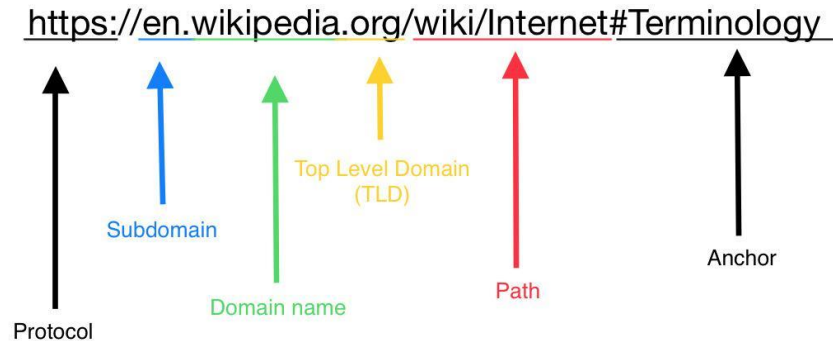 https://en.wikipedia.org/wiki/Internet#Terminology
Top Level Domain
(TLD)
Subdomain
Anchor
Path
Domain name
Protocol